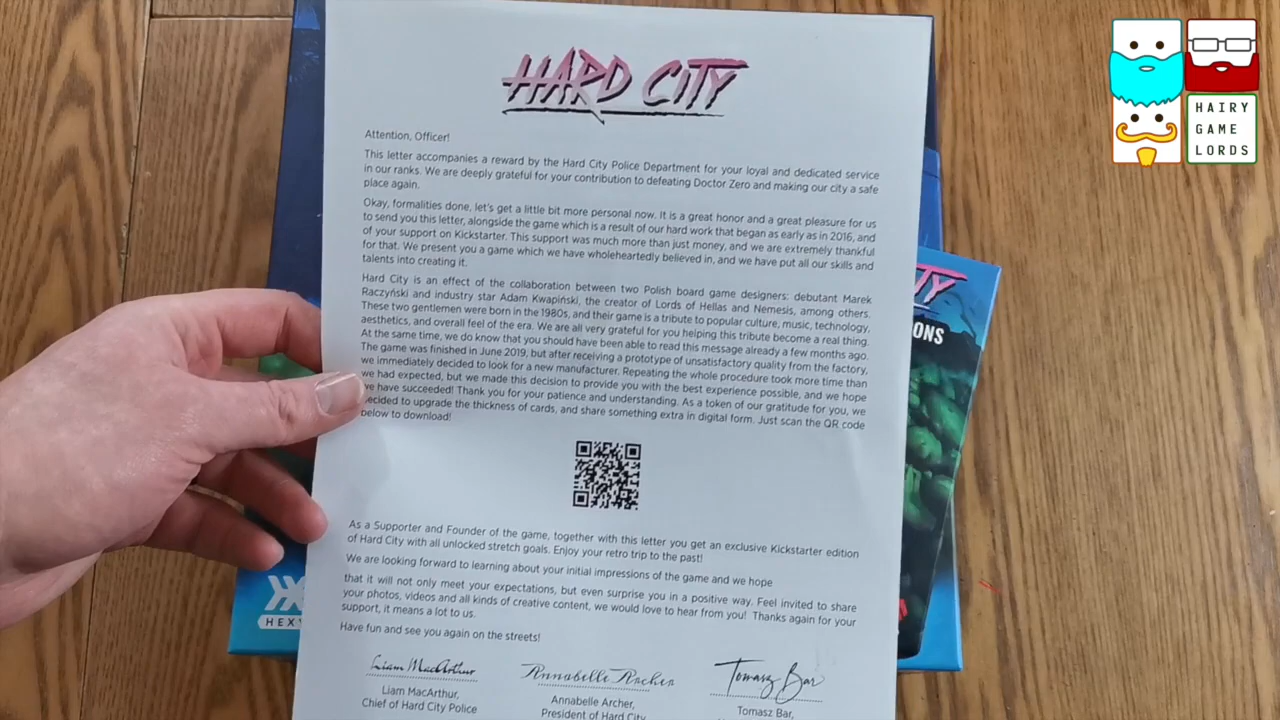 HARD CITY
HAIRY
GAME
LORDS
Attention, Officer!
This letter accompanies a reward by the Hard City Police Department for your loyal and dedicated service
in our ranks. We are deeply grateful for your contribution to defeating Doctor Zero and making our city a safe
place again.
Okay, formalities done, let's get a little bit more personal now. It is a great honor and a great pleasure for us
to send you this letter, alongside the game which is a result of our hard work that began as early as in 2016, and
of your support on Kickstarter. This support was much more than just money, and we are extremely thankful
for that. We present you a game which we have wholeheartedly believed in, and we have put all our skills and
talents into creating it.
Hard City is an effect of the collaboration between two Polish board game designers: debutant Marek
Raczyński and industry star Adam Kwapiński, the creator of Lords of Hellas and Nemesis, among others.
These two gentlemen were born in the 1980s, and their game is a tribute to popular culture, music, technology,
aesthetics, and overall feel of the era. We are all very grateful for you helping this tribute become a real thing.
At the same time, we do know that you should have been able to read this message already a few months ago.
The game was finished in June 2019, but after receiving a prototype of unsatisfactory quality from the factory,
we immediately decided to look for a new manufacturer. Repeating the whole procedure took more time than
we had expected, but we made this decision to provide you with the best experience possible, and we hope
we have succeeded! Thank you for your patience and understanding. As a token of our gratitude for you, we
decided to upgrade the thickness of cards, and share something extra in digital form. Just scan the QR code
below to download!
As a Supporter and Founder of the game, together with this letter you get an exclusive Kickstarter edition
of Hard City with all unlocked stretch goals. Enjoy your retro trip to the past!
We are looking forward to learning about your initial impressions of the game and we hope
that it will not only meet your expectations, but even surprise you in a positive way. Feel invited to share
your photos, videos and all kinds of creative content, we would love to hear from you! Thanks again for your
support, it means a lot to us.
Have fun and see you again on the streets!
Liam MacArthur Annabelle Archer Tomasz Bar
Liam MacArthur, Annabelle Archer, Tomasz Bar,
Chief of Hard City Police President of Hard City
TY
ONS
HEXY